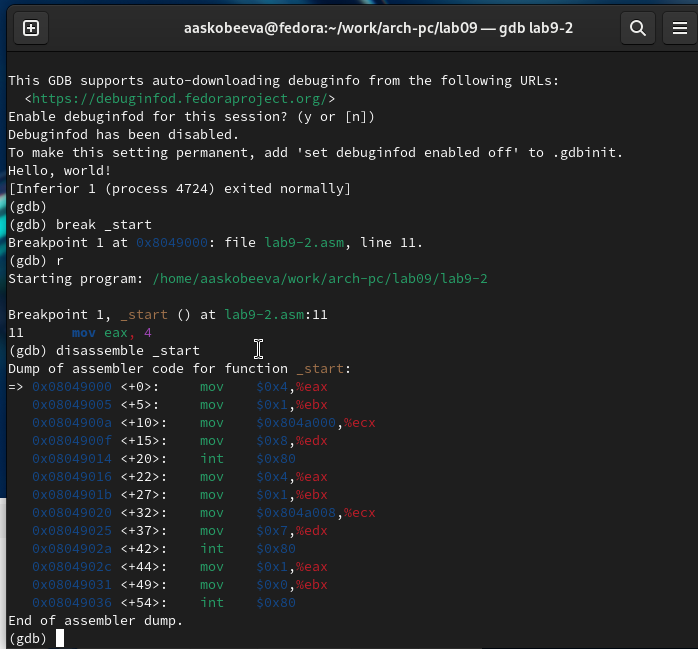 aaskobeeva@fedora:~/work/arch-pc/lab09 — gdb lab9-2
This GDB supports auto-downloading debuginfo from the following URLs:
  <https://debuginfod.fedoraproject.org/>
Enable debuginfod for this session? (y or [n])
Debuginfod has been disabled.
To make this setting permanent, add 'set debuginfod enabled off' to .gdbinit.
Hello, world!
[Inferior 1 (process 4724) exited normally]
(gdb)
(gdb) break _start
Breakpoint 1 at 0x8049000: file lab9-2.asm, line 11.
(gdb) r
Starting program: /home/aaskobeeva/work/arch-pc/lab09/lab9-2
Breakpoint 1, _start () at lab9-2.asm:11
11      mov eax, 4
(gdb) disassemble _start
Dump of assembler code for function _start:
=> 0x08049000 <+0>:    mov    $0x4,%eax
   0x08049005 <+5>:    mov    $0x1,%ebx
   0x0804900a <+10>:    mov    $0x804a000,%ecx
   0x0804900f <+15>:    mov    $0x8,%edx
   0x08049014 <+20>:    int    $0x80
   0x08049016 <+22>:    mov    $0x4,%eax
   0x0804901b <+27>:    mov    $0x1,%ebx
   0x08049020 <+32>:    mov    $0x804a008,%ecx
   0x08049025 <+37>:    mov    $0x7,%edx
   0x0804902a <+42>:    int    $0x80
   0x0804902c <+44>:    mov    $0x1,%eax
   0x08049031 <+49>:    mov    $0x0,%ebx
   0x08049036 <+54>:    int    $0x80
End of assembler dump.
(gdb)